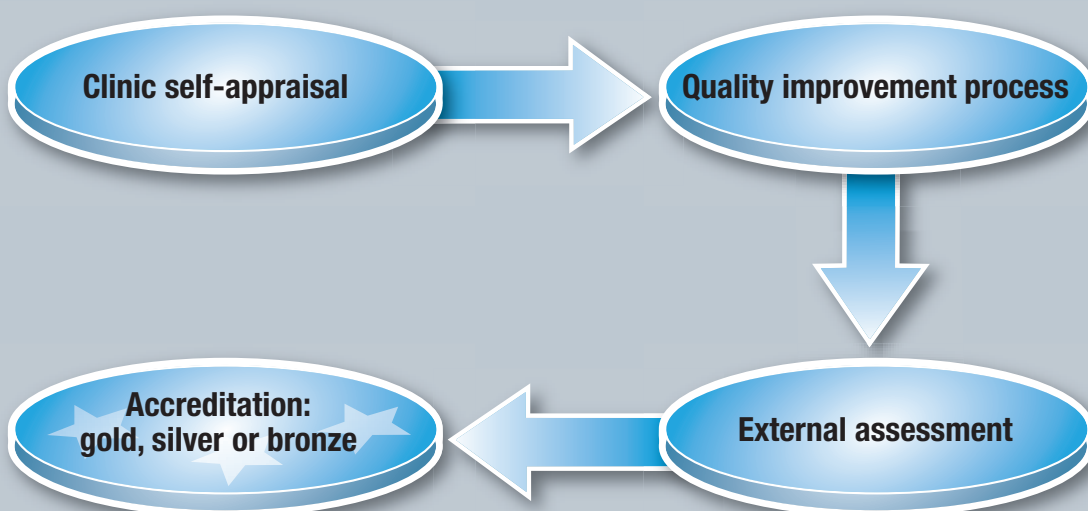 Clinic self-appraisal
Quality improvement process
External assessment
Accreditation:
gold, silver or bronze